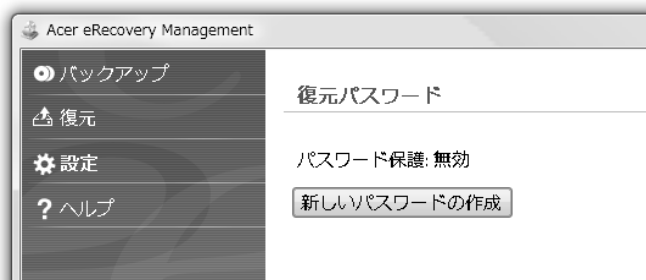 Acer eRecovery Management
バックアップ
復元
設定
ヘルプ
復元パスワード
パスワード保護: 無効
新しいパスワードの作成